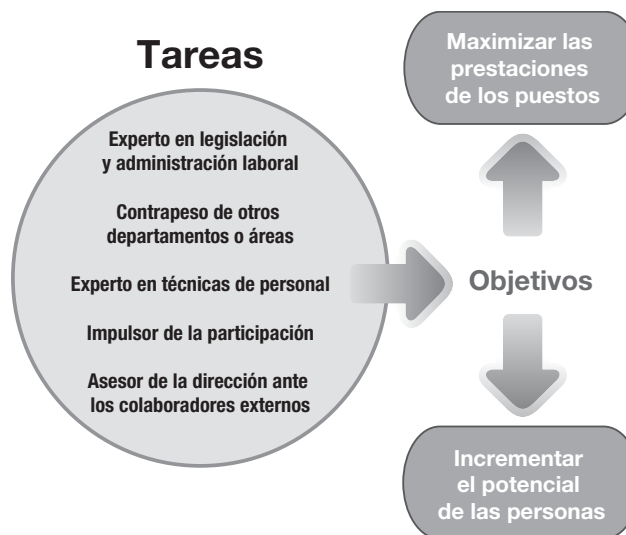 Tareas
Experto en legislación
y administración laboral
Contrapeso de otros
departamentos o áreas
Experto en técnicas de personal
Impulsor de la participación
Asesor de la dirección ante
los colaboradores externos
Maximizar las
prestaciones
de los puestos
Objetivos
Incrementar
el potencial
de las personas